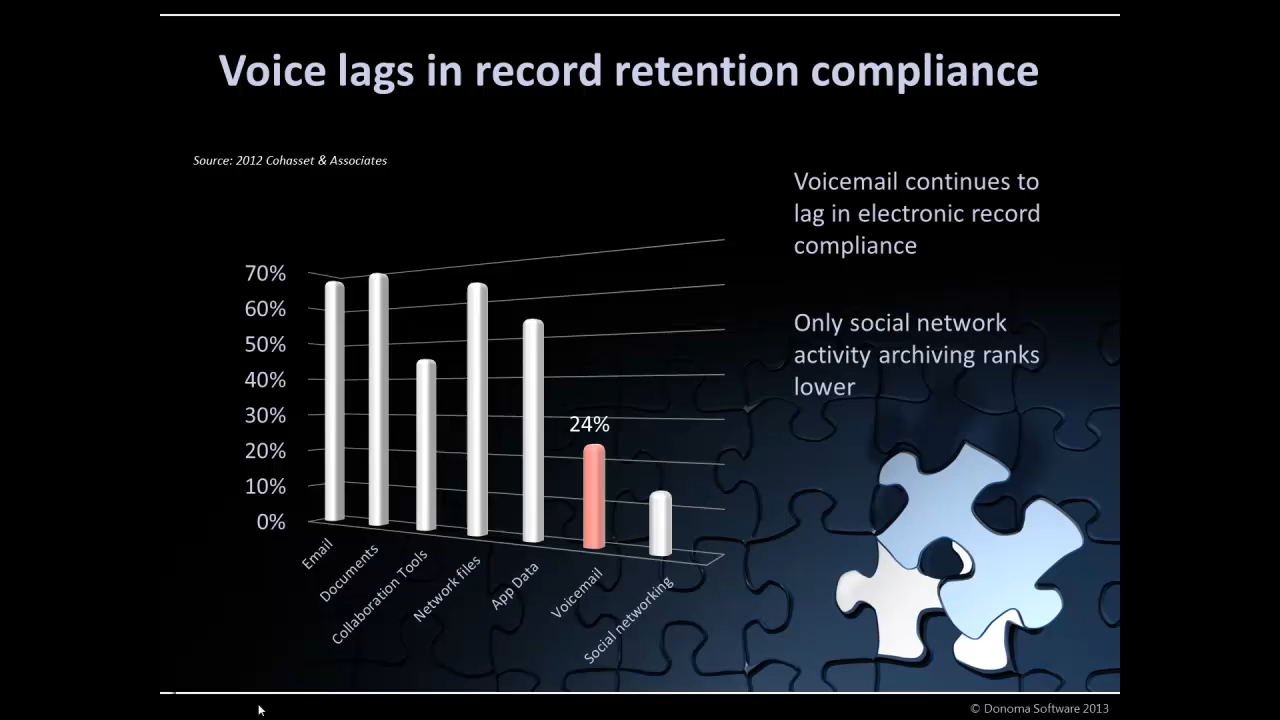 Voice lags in record retention compliance
Source: 2012 Cohasset & Associates
Voicemail continues to
lag in electronic record
compliance
Only social network
activity archiving ranks
lower
70%
60%
50%
40%
30%
20%
10%
0%
24%
Email
Documents
Collaboration Tools
Network files
App Data
Voicemail
Social networking
© Donoma Software 2013